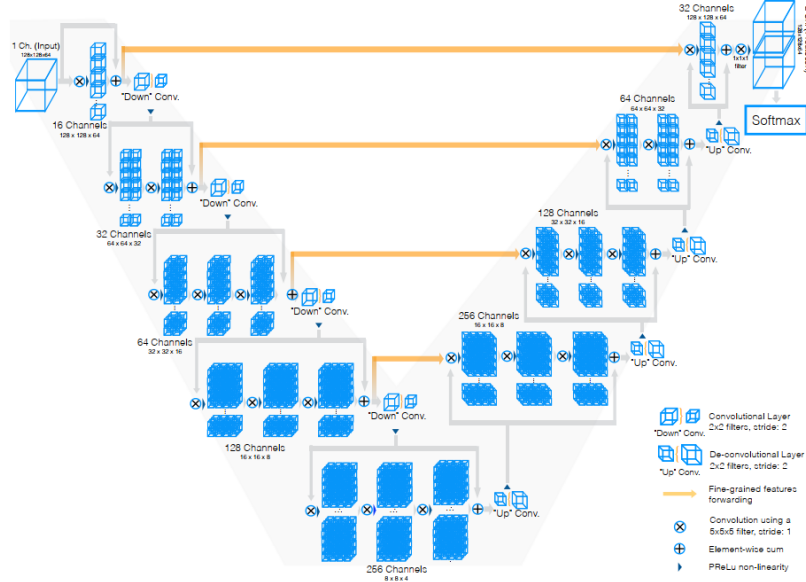 1 Ch. (Input)
128x128x64
"Down" Conv.
16 Channels
128 x 128 x 64
"Down" Conv.
32 Channels
64 x 64 x 32
"Down" Conv.
64 Channels
32 x 32 x 16
"Down" Conv.
128 Channels
16 x 16 x 8
256 Channels
8 x 8 x 4
"Up" Conv.
256 Channels
16 x 16 x 8
"Up" Conv.
128 Channels
32 x 32 x 16
"Up" Conv.
64 Channels
64 x 64 x 32
"Up" Conv.
32 Channels
128 x 128 x 64
1x1x1
filter
Softmax
Convolutional Layer
2x2 filters, stride: 2
"Down" Conv.
De-convolutional Layer
2x2 filters, stride: 2
"Up" Conv.
Fine-grained features
forwarding
Convolution using a
5x5x5 filter, stride: 1
Element-wise sum
PReLu non-linearity